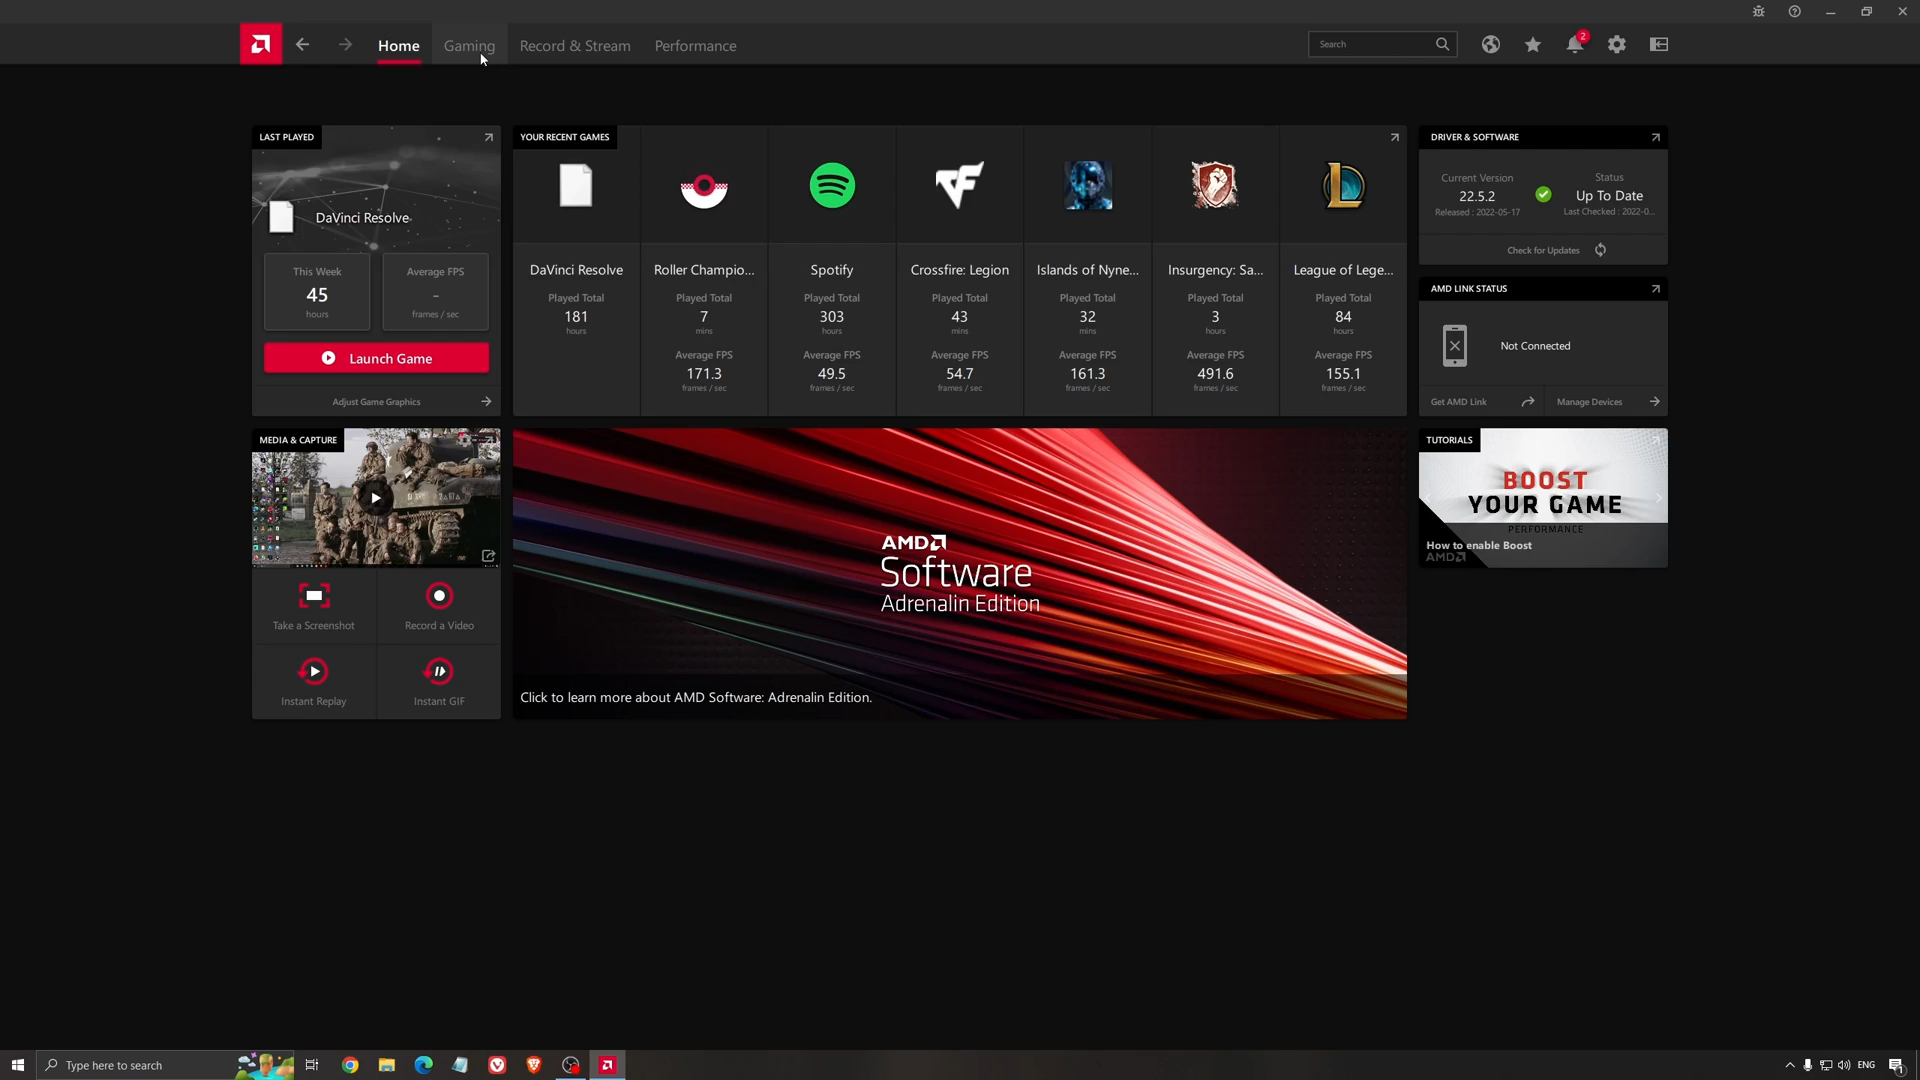 Home
Gaming
Record & Stream
Performance
Search
2
LAST PLAYED
DaVinci Resolve
This Week
45
hours
Average FPS
–
frames / sec
Launch Game
Adjust Game Graphics
YOUR RECENT GAMES
DaVinci Resolve
Played Total
181
hours
Roller Champio...
Played Total
7
mins
Average FPS
171.3
frames / sec
Spotify
Played Total
303
hours
Average FPS
49.5
frames / sec
Crossfire: Legion
Played Total
43
mins
Average FPS
54.7
frames / sec
Islands of Nyne...
Played Total
32
mins
Average FPS
161.3
frames / sec
Insurgency: Sa...
Played Total
3
hours
Average FPS
491.6
frames / sec
League of Lege...
Played Total
84
hours
Average FPS
155.1
frames / sec
DRIVER & SOFTWARE
Current Version
22.5.2
Released : 2022-05-17
Status
Up To Date
Last Checked : 2022-0...
Check for Updates
AMD LINK STATUS
Not Connected
Get AMD Link
Manage Devices
MEDIA & CAPTURE
Take a Screenshot
Record a Video
Instant Replay
Instant GIF
AMD
Software
Adrenalin Edition
Click to learn more about AMD Software: Adrenalin Edition.
TUTORIALS
BOOST
YOUR GAME
PERFORMANCE
How to enable Boost
AMD
Type here to search
ENG
1